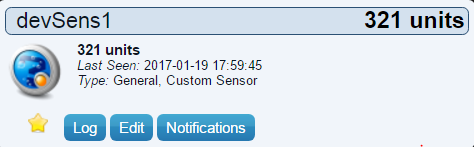 devSens1 321 units
321 units
Last Seen: 2017-01-19 17:59:45
Type: General, Custom Sensor
Log Edit Notifications